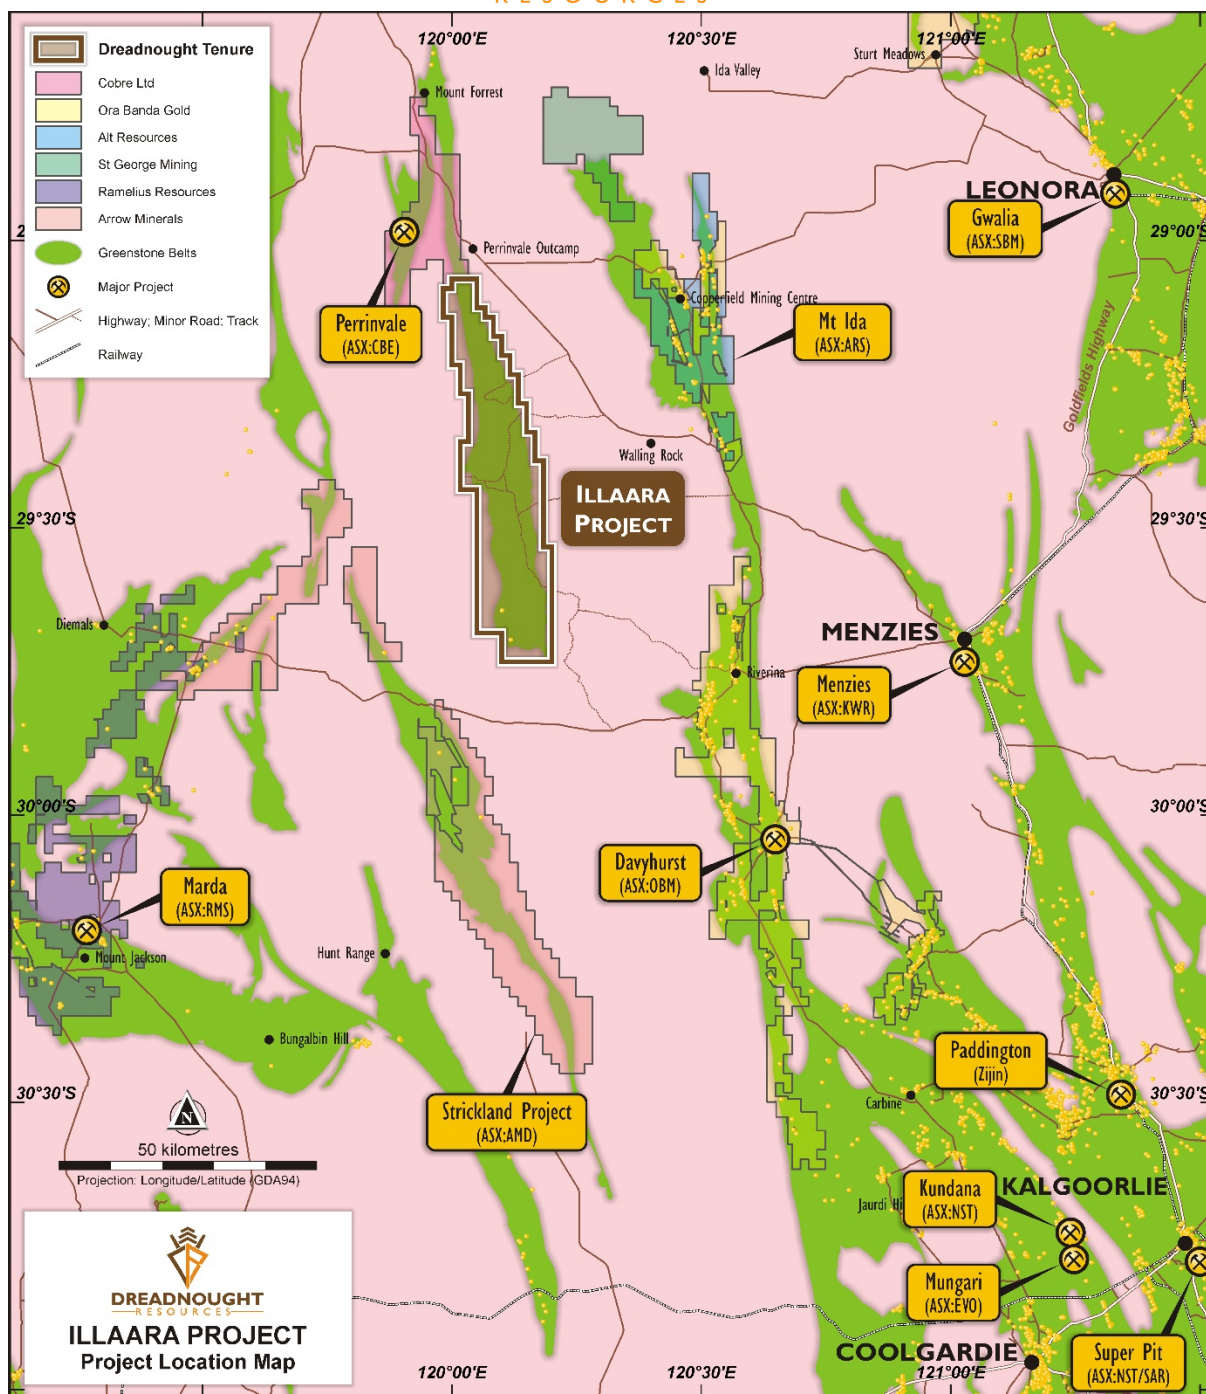 RESOURCES
120°00'E
120°30'E
121°00'E
Dreadnought Tenure
Cobre Ltd
Ora Banda Gold
Alt Resources
St George Mining
Ramelius Resources
Arrow Minerals
Greenstone Belts
Major Project
Highway; Minor Road; Track
Railway
Sturt Meadows
Ida Valley
Mount Forrest
LEONORA
Gwalia
(ASX:SBM)
29°00'S
Perrinvale Outcamp
Copperfield Mining Centre
Perrinvale
(ASX:CBE)
Mt Ida
(ASX:ARS)
Goldfields Highway
Walling Rock
ILLAARA
PROJECT
29°30'S
29°30'S
Diemals
MENZIES
Riverina
Menzies
(ASX:KWR)
30°00'S
30°00'S
Davyhurst
(ASX:OBM)
Marda
(ASX:RMS)
Mount Jackson
Hunt Range
Bungalbin Hill
Paddington
(Zijin)
Strickland Project
(ASX:AMD)
Carbine
30°30'S
30°30'S
N
50 kilometres
Projection: Longitude/Latitude (GDA94)
Kundana
(ASX:NST)
KALGOORLIE
Jaurdi
Mungari
(ASX:EVO)
DREADNOUGHT
RESOURCES
ILLAARA PROJECT
Project Location Map
COOLGARDIE
Super Pit
(ASX:NST/SAR)
120°00'E
120°30'E
121°00'E